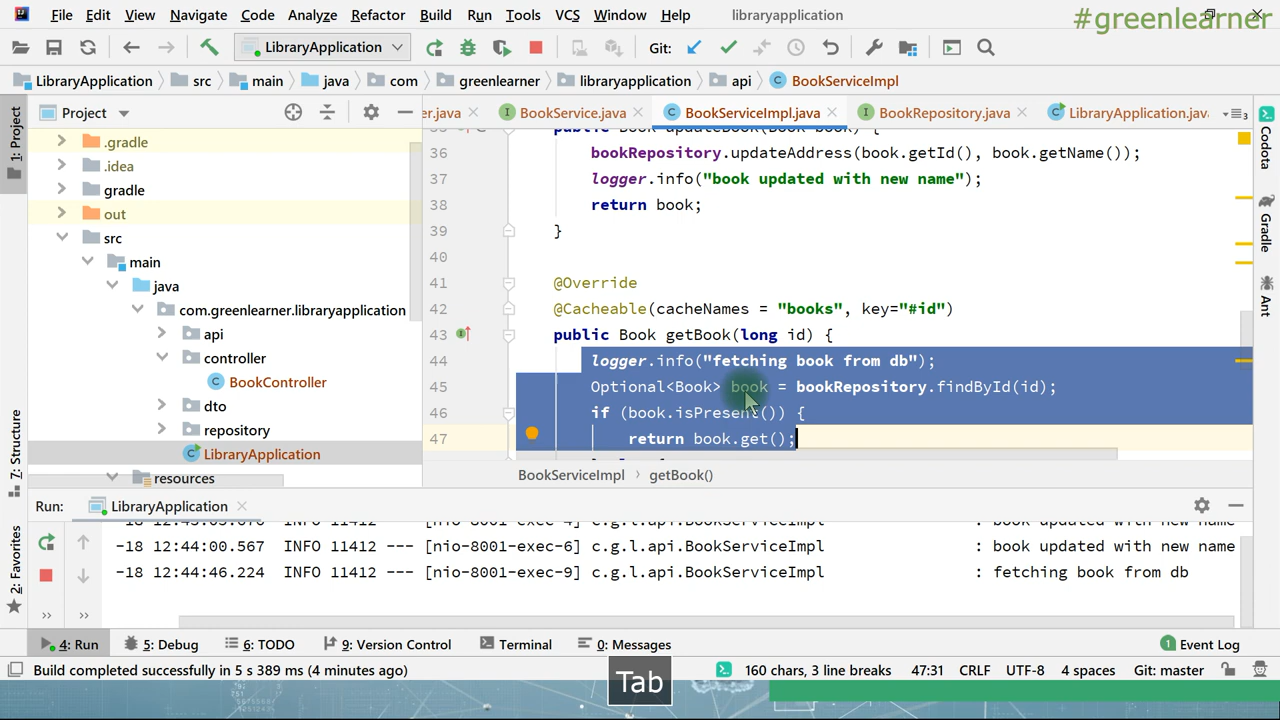 File Edit View Navigate Code Analyze Refactor Build Run Tools VCS Window Help libraryapplication
#greenlearner
LibraryApplication Git:
LibraryApplication src main java com greenlearner libraryapplication api BookServiceImpl
1: Project
Project
er.java BookService.java BookServiceImpl.java BookRepository.java LibraryApplication.java
Codota
Gradle
Ant
.gradle
.idea
gradle
out
src
main
java
com.greenlearner.libraryapplication
api
controller
BookController
dto
repository
LibraryApplication
resources
35 public Book updateBook(Book book) {
36 bookRepository.updateAddress(book.getId(), book.getName());
37 logger.info("book updated with new name");
38 return book;
39 }
40
41 @Override
42 @Cacheable(cacheNames = "books", key="#id")
43 public Book getBook(long id) {
44 logger.info("fetching book from db");
45 Optional<Book> book = bookRepository.findById(id);
46 if (book.isPresent()) {
47 return book.get();
BookServiceImpl getBook()
7: Structure
2: Favorites
Run: LibraryApplication
-18 12:44:00.567 INFO 11412 --- [nio-8001-exec-6] c.g.l.api.BookServiceImpl : book updated with new name
-18 12:44:46.224 INFO 11412 --- [nio-8001-exec-9] c.g.l.api.BookServiceImpl : fetching book from db
4: Run 5: Debug 6: TODO 9: Version Control Terminal 0: Messages 1 Event Log
Build completed successfully in 5 s 389 ms (4 minutes ago) 160 chars, 3 line breaks 47:31 CRLF UTF-8 4 spaces Git: master
Tab